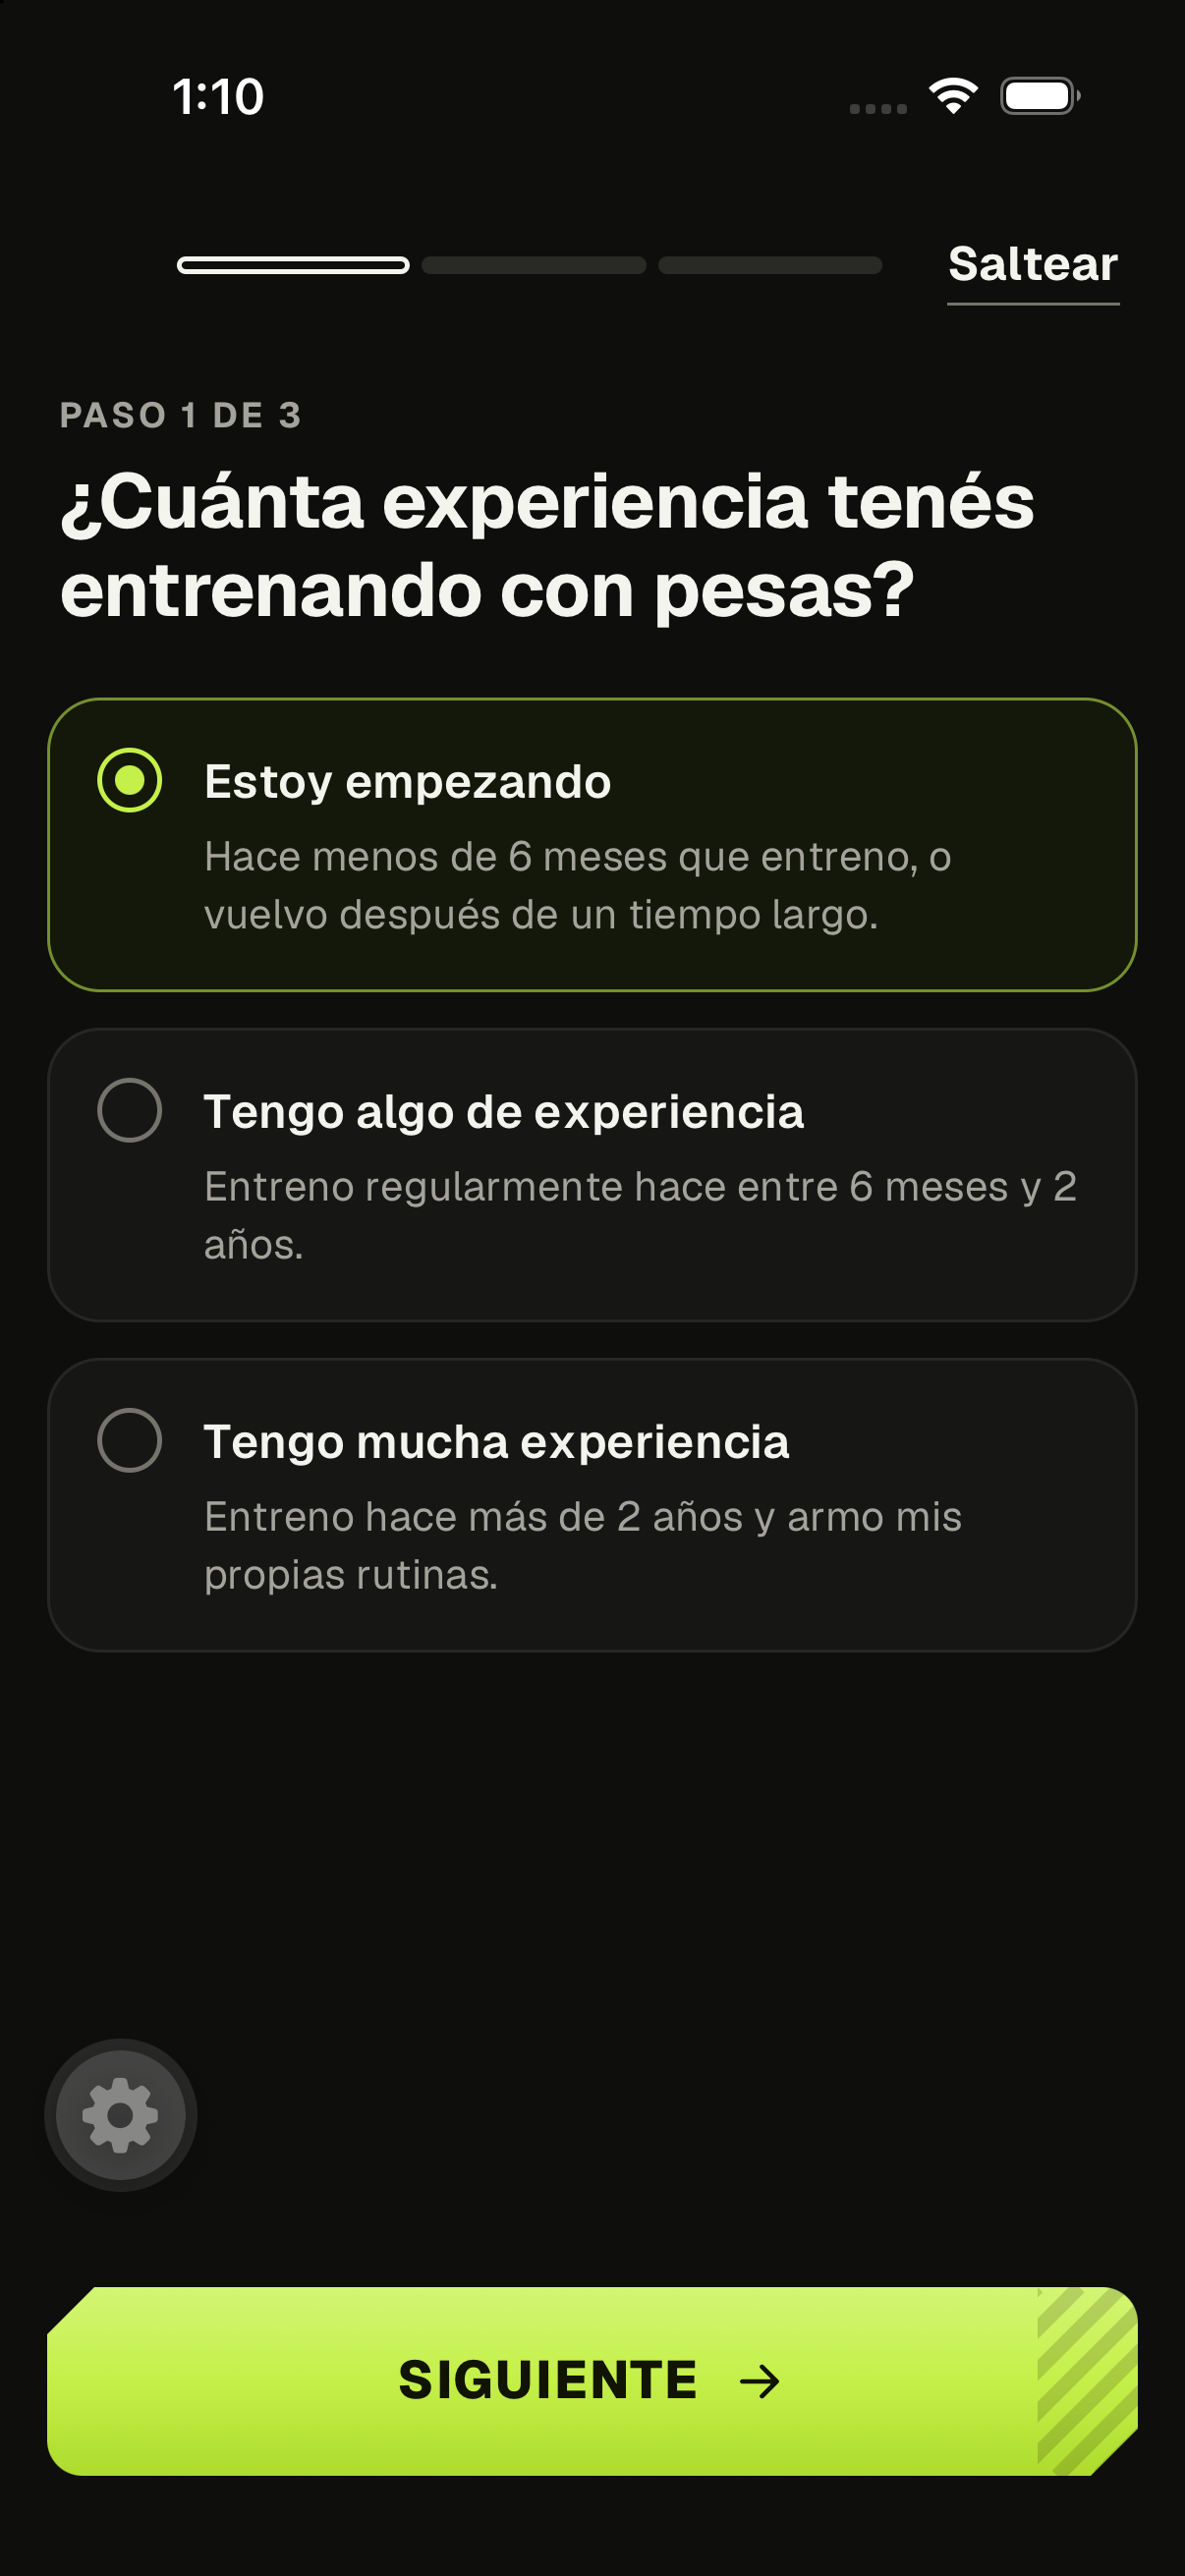 1:10
Saltear
PASO 1 DE 3
¿Cuánta experiencia tenés
entrenando con pesas?
Estoy empezando
Hace menos de 6 meses que entreno, o
vuelvo después de un tiempo largo.
Tengo algo de experiencia
Entreno regularmente hace entre 6 meses y 2
años.
Tengo mucha experiencia
Entreno hace más de 2 años y armo mis
propias rutinas.
SIGUIENTE →